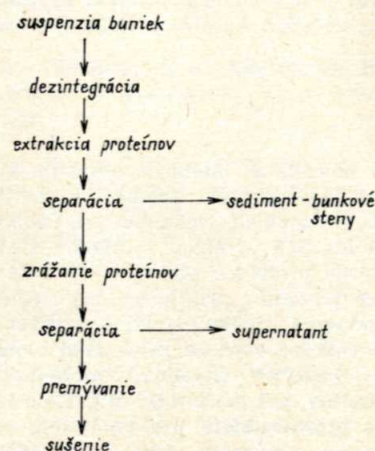 suspenzia buniek
dezintegrácia
extrakcia proteínov
separácia
sediment - bunkové
steny
zrážanie proteínov
separácia
supernatant
premývanie
sušenie